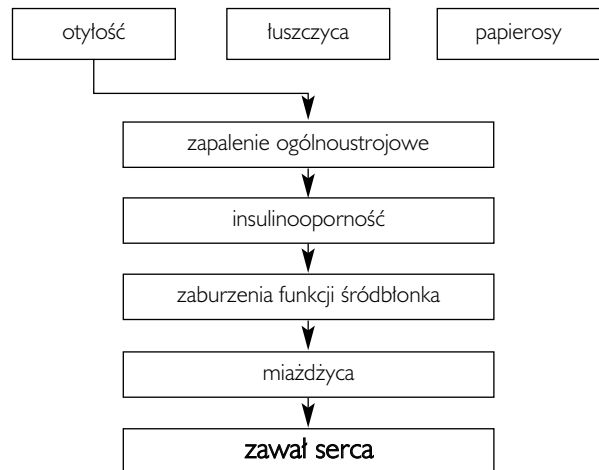 otyłość
łuszczyca
papierosy
zapalenie ogólnoustrojowe
insulinooporność
zaburzenia funkcji śródbłonka
miażdżyca
zawał serca